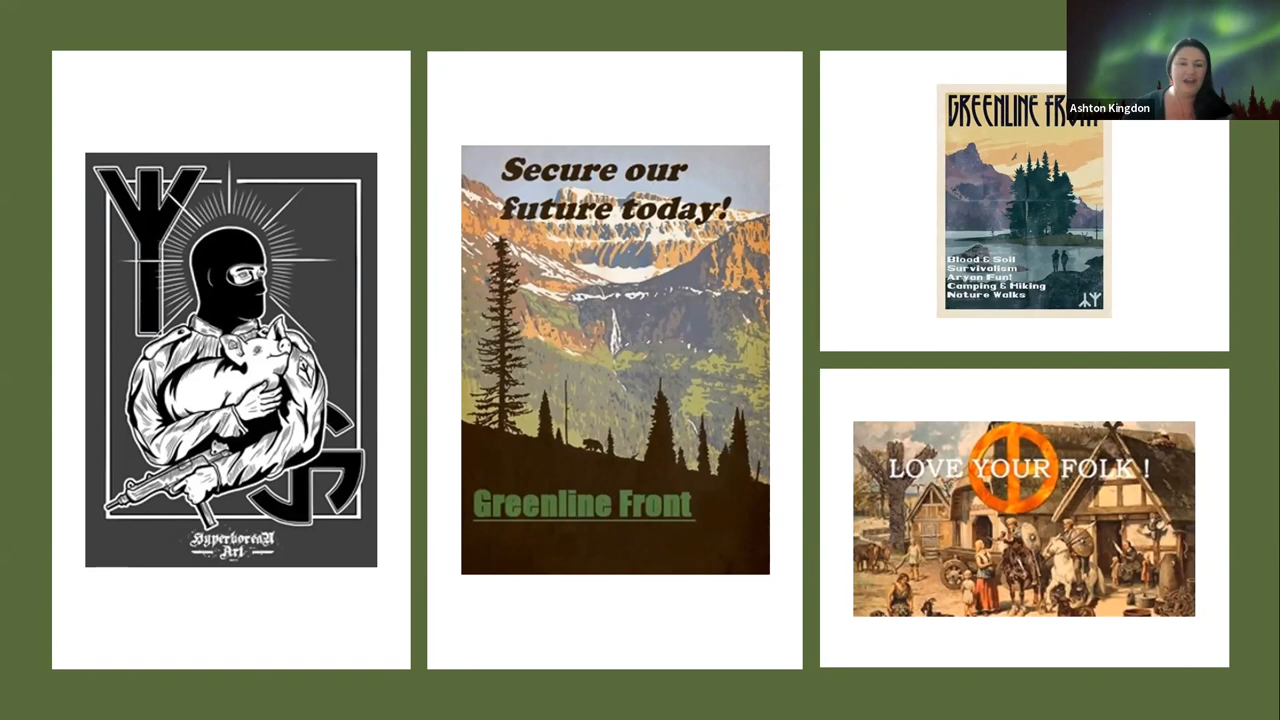 Hyperborean
Art
Secure our
future today!
Greenline Front
GREENLINE FRONT
Blood & Soil
Survivalism
Aryan Fun!
Camping & Hiking
Nature Walks
LOVE YOUR FOLK !
Ashton Kingdon